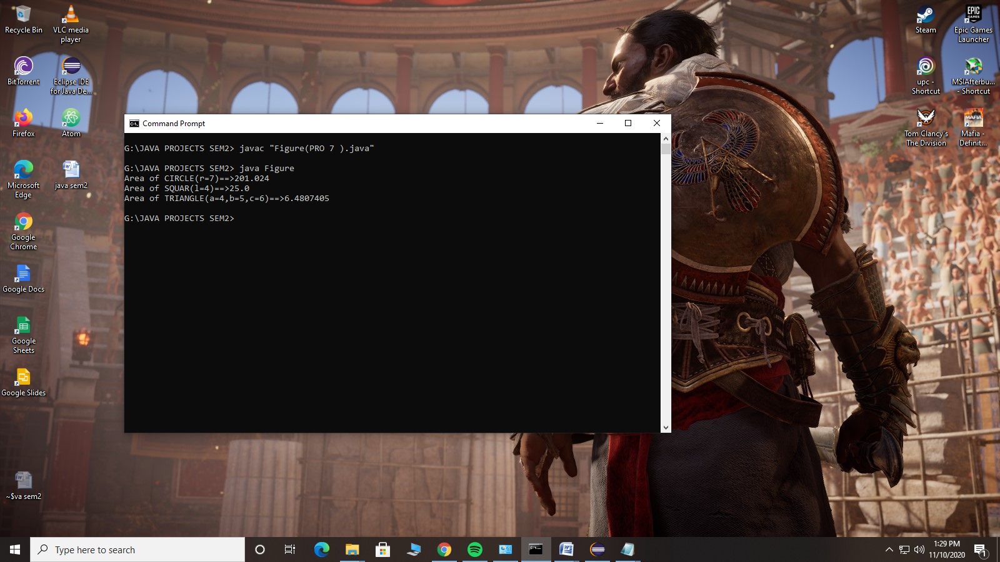 Recycle Bin
VLC media
player
BitTorrent
Eclipse IDE
for Java De...
Firefox
Atom
Microsoft
Edge
java sem2
Google
Chrome
Google Docs
Google
Sheets
Google Slides
~$va sem2
Steam
EPIC
GAMES
Epic Games
Launcher
upc -
Shortcut
MSIAfterbu...
- Shortcut
Tom Clancy's
The Division
MAFIA
Mafia -
Definit...
Command Prompt
G:\JAVA PROJECTS SEM2> javac "Figure(PRO 7 ).java"
G:\JAVA PROJECTS SEM2> java Figure
Area of CIRCLE(r=7)==>201.024
Area of SQUAR(l=4)==>25.0
Area of TRIANGLE(a=4,b=5,c=6)==>6.4807405
G:\JAVA PROJECTS SEM2>
Type here to search
1:29 PM
11/10/2020
1